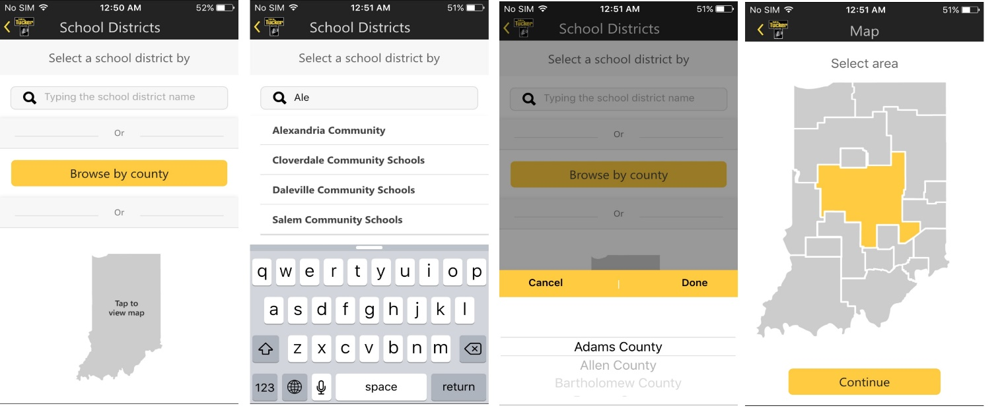 No SIM 12:50 AM 52%
Tucker
School Districts
Select a school district by
Typing the school district name
Or
Browse by county
Or
Tap to
view map
No SIM 12:51 AM 51%
Tucker
School Districts
Select a school district by
Ale
Alexandria Community
Cloverdale Community Schools
Daleville Community Schools
Salem Community Schools
q w e r t y u i o p
a s d f g h j k l
z x c v b n m
123 space return
No SIM 12:51 AM 51%
Tucker
School Districts
Select a school district by
Typing the school district name
Or
Browse by county
Or
Cancel | Done
Adams County
Allen County
Bartholomew County
No SIM 12:51 AM 51%
Tucker
Map
Select area
Continue